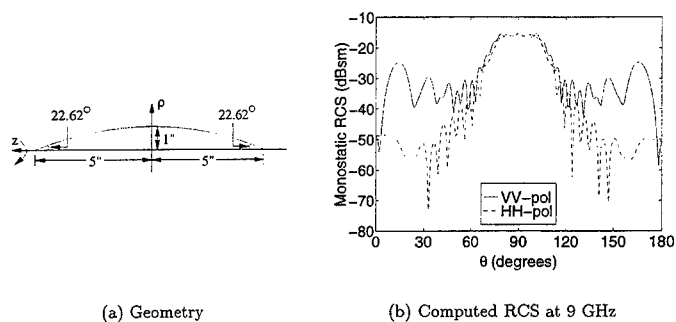 ρ
22.62°
22.62°
z
1"
5"
5"
(a) Geometry
Monostatic RCS (dBsm)
-10
-20
-30
-40
-50
-60
-70
-80
VV-pol
HH-pol
0
30
60
90
120
150
180
θ (degrees)
(b) Computed RCS at 9 GHz